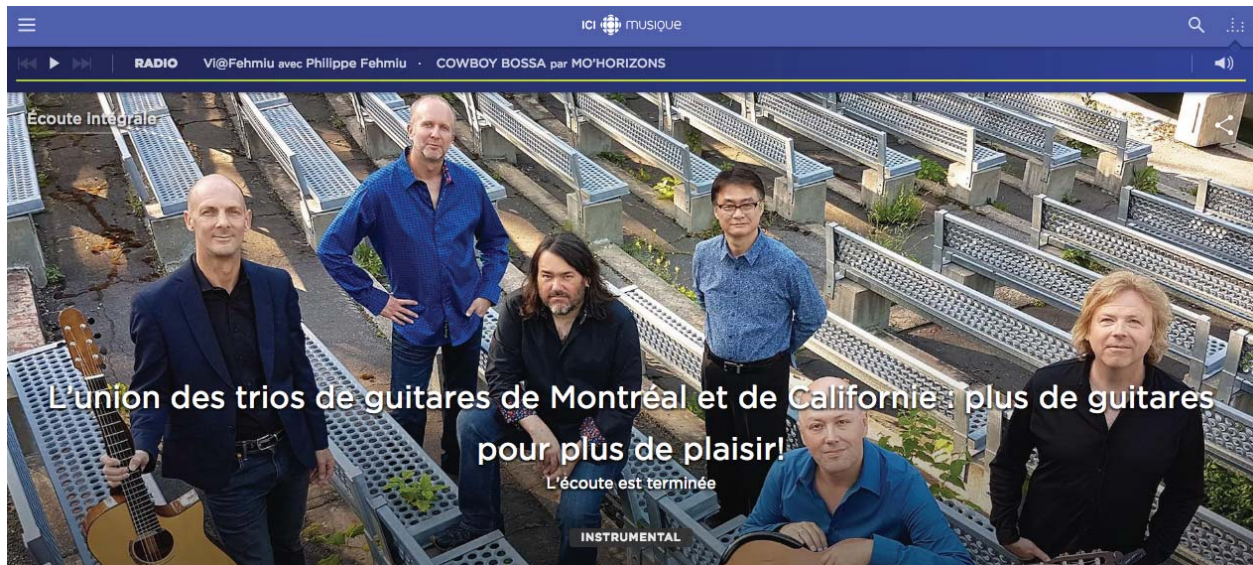 ICI musique
RADIO Vi@Fehmiu avec Philippe Fehmiu · COWBOY BOSSA par MO'HORIZONS
Écoute intégrale
L'union des trios de guitares de Montréal et de Californie : plus de guitares
pour plus de plaisir!
L'écoute est terminée
INSTRUMENTAL